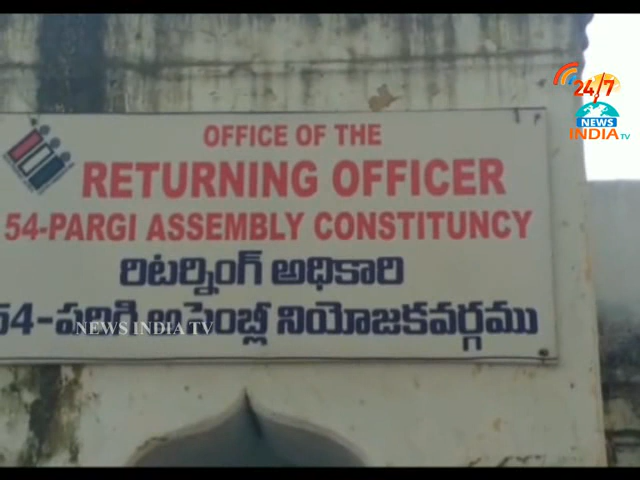 24/7
NEWS
INDIA TV
OFFICE OF THE
RETURNING OFFICER
54-PARGI ASSEMBLY CONSTITUNCY
రిటర్నింగ్ అధికారి
54-పరిగి అసెంబ్లీ నియోజకవర్గము
NEWS INDIA TV